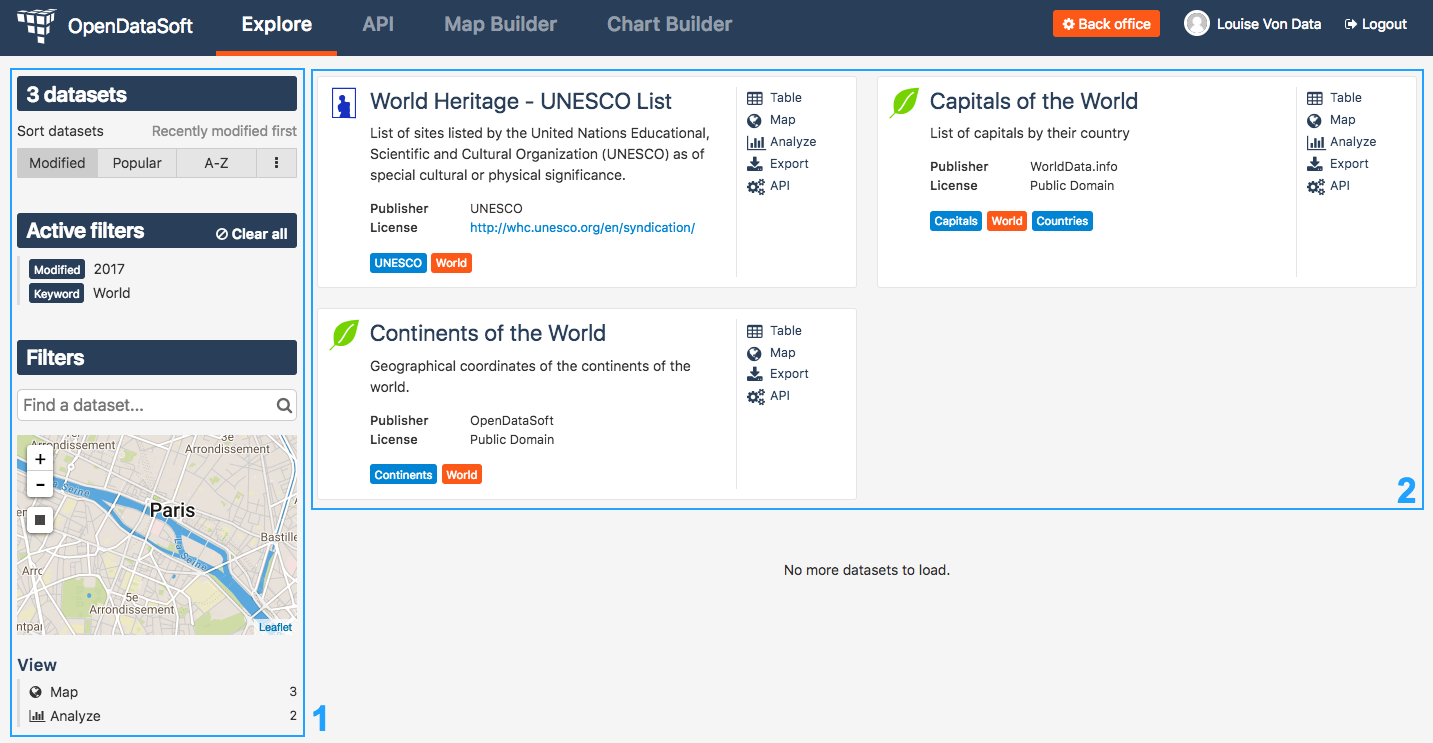 OpenDataSoft
Explore
API
Map Builder
Chart Builder
Back office
Louise Von Data
Logout
3 datasets
Sort datasets
Recently modified first
Modified
Popular
A-Z
Active filters
Clear all
Modified 2017
Keyword World
Filters
Find a dataset...
Arrondissement
3e
Arrondissement
+
-
La Seine
Paris
Bastille
La Seine
5e
Arrondissement
Arrondissement
Leaflet
View
Map 3
Analyze 2
1
World Heritage - UNESCO List
List of sites listed by the United Nations Educational,
Scientific and Cultural Organization (UNESCO) as of
special cultural or physical significance.
Publisher UNESCO
License http://whc.unesco.org/en/syndication/
UNESCO World
Table
Map
Analyze
Export
API
Capitals of the World
List of capitals by their country
Publisher WorldData.info
License Public Domain
Capitals World Countries
Table
Map
Analyze
Export
API
Continents of the World
Geographical coordinates of the continents of the
world.
Publisher OpenDataSoft
License Public Domain
Continents World
Table
Map
Export
API
2
No more datasets to load.